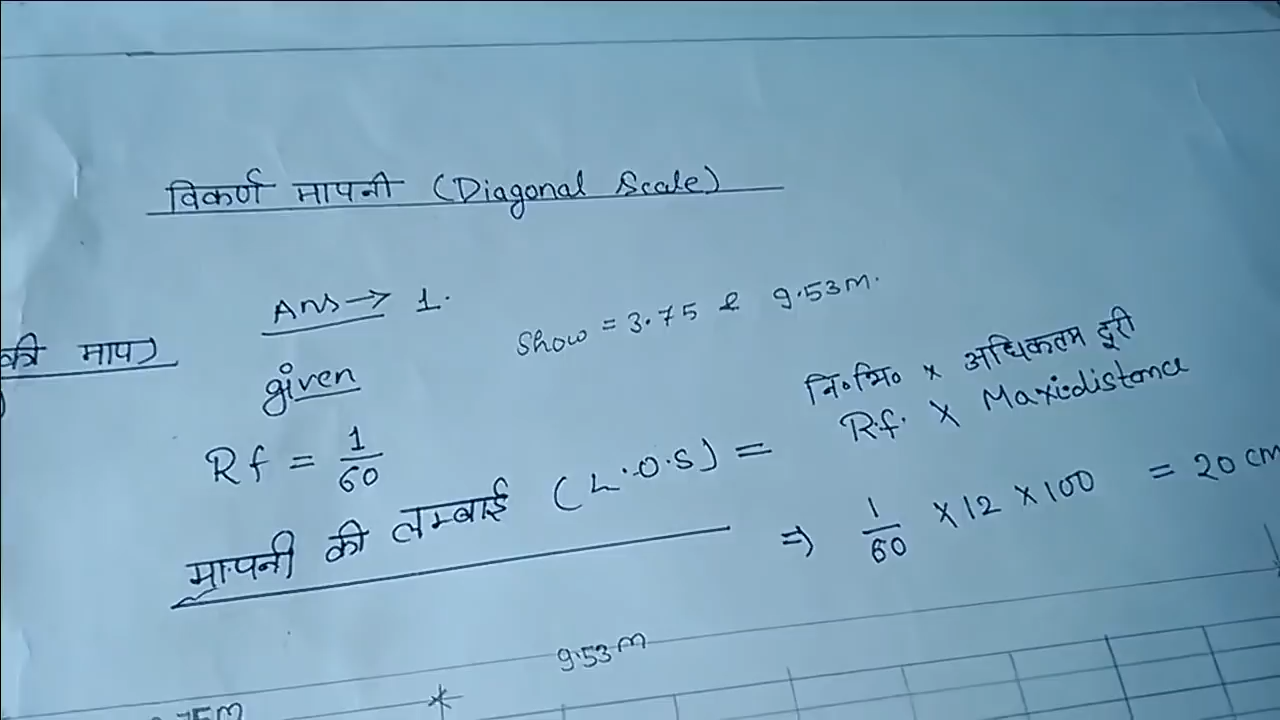 विकर्ण मापनी (Diagonal Scale)
Ans → 1.
Show = 3.75 & 9.53m.
की माप)
given
Rf = 1/60
मापनी की लम्बाई (L.O.S) =
नि०भि० × अधिकतम दूरी
R.f. × Maxi.distance
⇒ 1/60 × 12 × 100 = 20 cm
9.53m